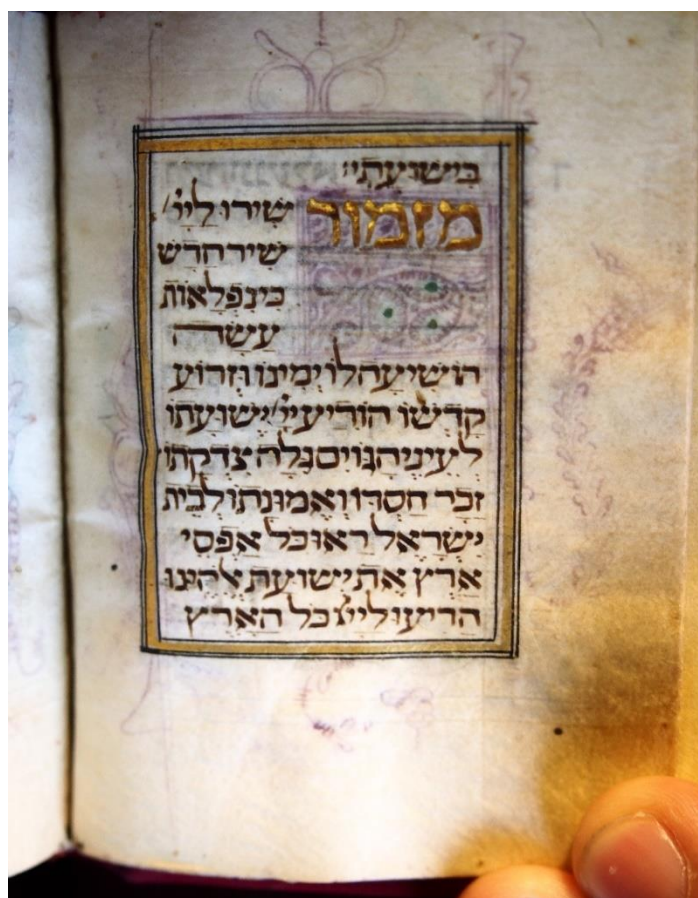 בישועתי:
מזמור שירו ליי׳
שיר חדש
כי נפלאות
עשה
הושיעה לו ימינו וזרוע
קדשו הודיע יי׳ ישועתו
לעיני הגוים גלה צדקתו
זכר חסדו ואמונתו לבית
ישראל ראו כל אפסי
ארץ את ישועת אלהינו
הריעו ליי׳ כל הארץ